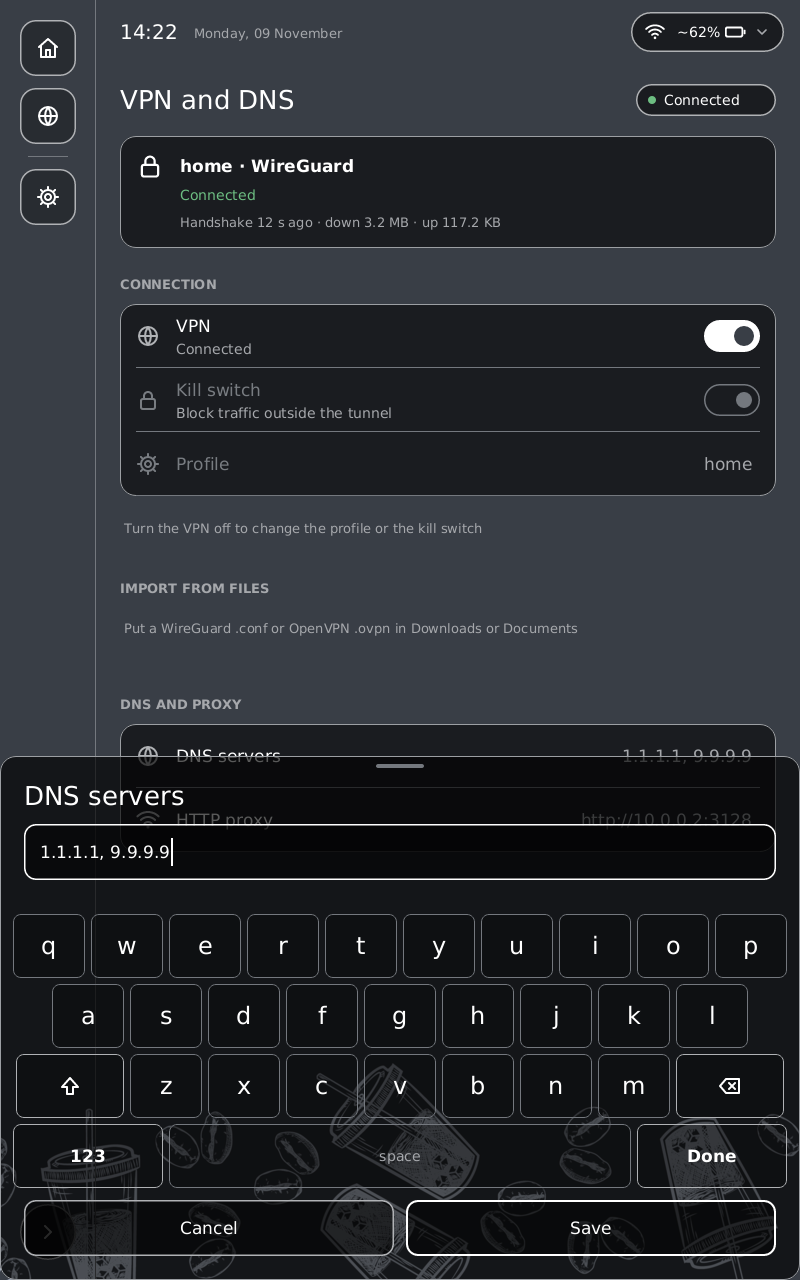 14:22 Monday, 09 November ~62%
VPN and DNS Connected
home · WireGuard
Connected
Handshake 12 s ago · down 3.2 MB · up 117.2 KB
CONNECTION
VPN
Connected
Kill switch
Block traffic outside the tunnel
Profile home
Turn the VPN off to change the profile or the kill switch
IMPORT FROM FILES
Put a WireGuard .conf or OpenVPN .ovpn in Downloads or Documents
DNS AND PROXY
DNS servers 1.1.1.1, 9.9.9.9
DNS servers
HTTP proxy http://10.0.0.2:3128
1.1.1.1, 9.9.9.9
q w e r t y u i o p
a s d f g h j k l
z x c v b n m
123 space Done
Cancel Save